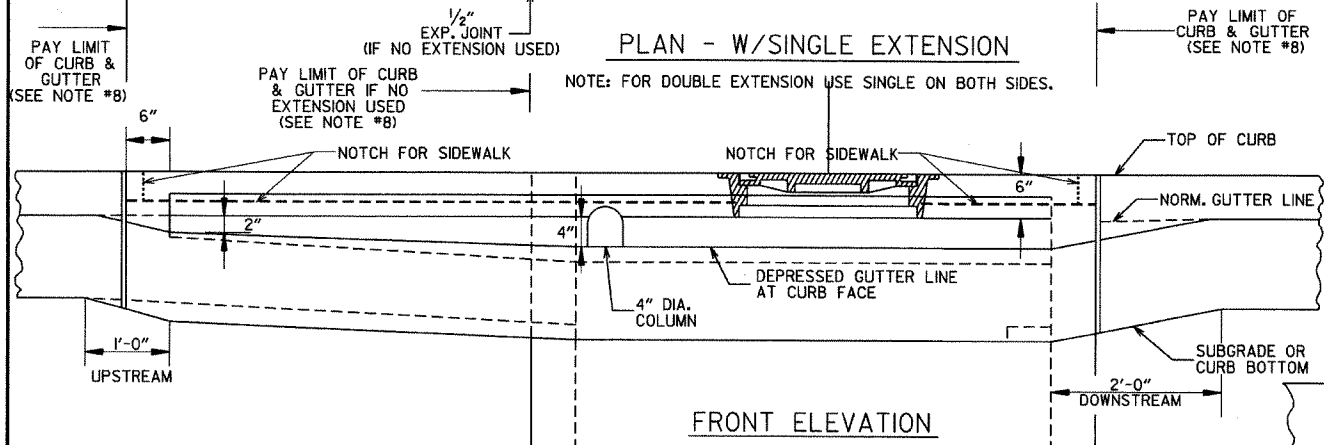 PAY LIMIT
OF CURB &
GUTTER
(SEE NOTE #8)
1/2"
EXP. JOINT
(IF NO EXTENSION USED)
PAY LIMIT OF CURB
& GUTTER IF NO
EXTENSION USED
(SEE NOTE #8)
PLAN - W/SINGLE EXTENSION
NOTE: FOR DOUBLE EXTENSION USE SINGLE ON BOTH SIDES.
PAY LIMIT OF
CURB & GUTTER
(SEE NOTE #8)
6"
NOTCH FOR SIDEWALK
NOTCH FOR SIDEWALK
TOP OF CURB
6"
NORM. GUTTER LINE
2"
4"
DEPRESSED GUTTER LINE
AT CURB FACE
4" DIA.
COLUMN
1'-0"
UPSTREAM
SUBGRADE OR
CURB BOTTOM
2'-0"
DOWNSTREAM
FRONT ELEVATION